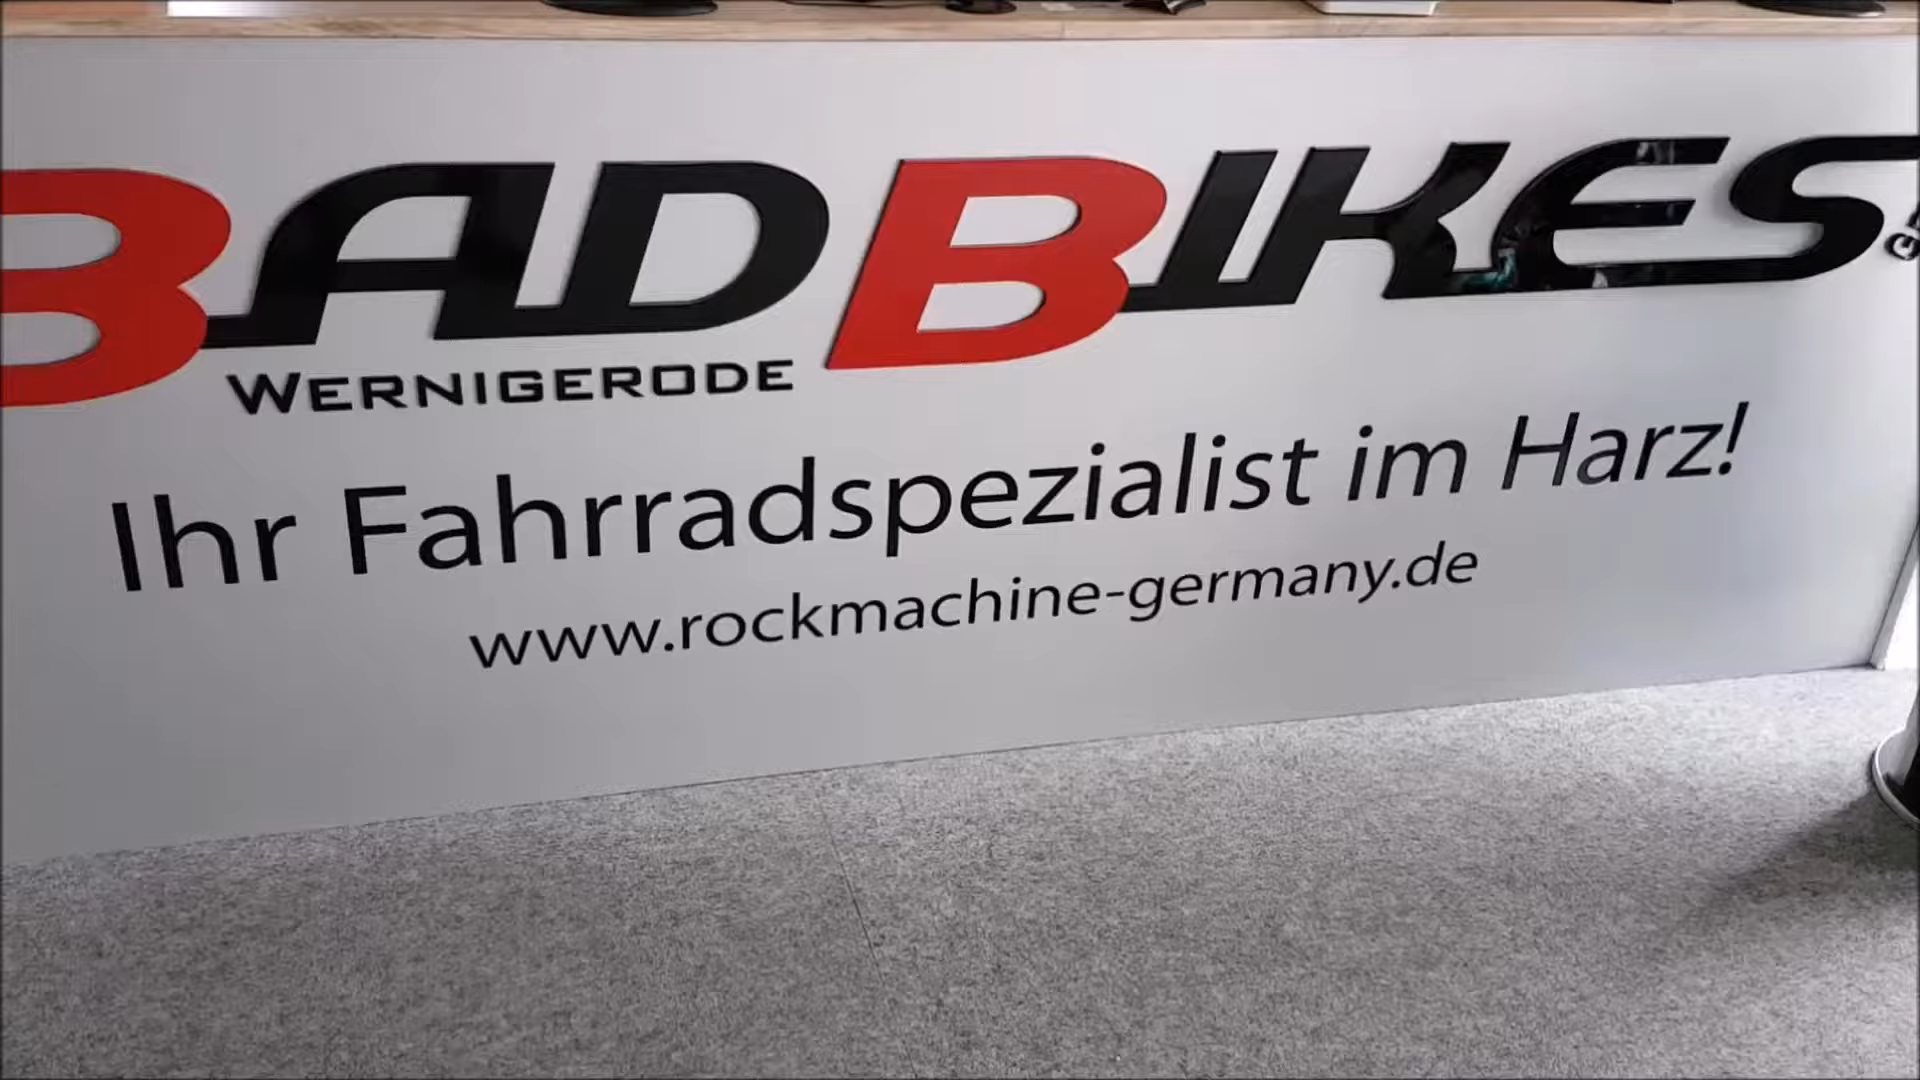 BADBIKES
WERNIGERODE
Ihr Fahrradspezialist im Harz!
www.rockmachine-germany.de